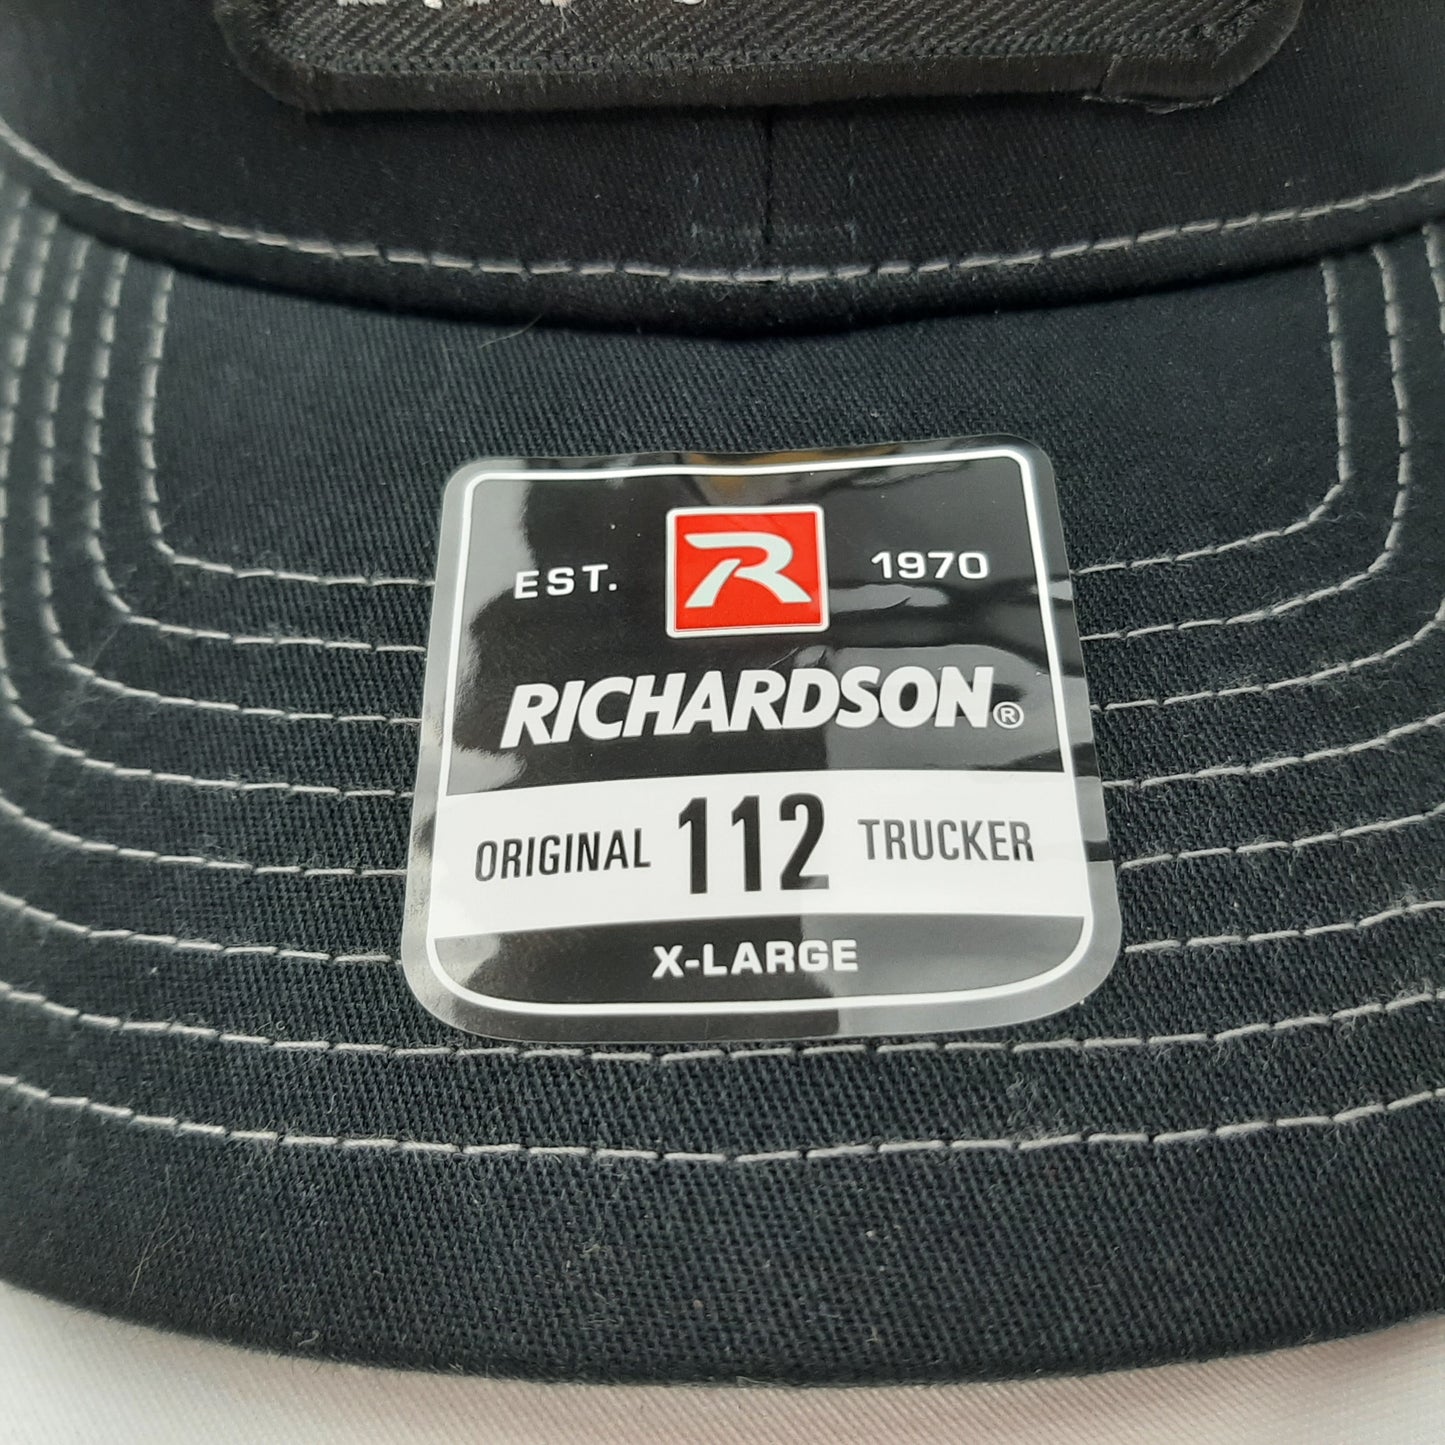 EST. R 1970
RICHARDSON®
ORIGINAL 112 TRUCKER
X-LARGE